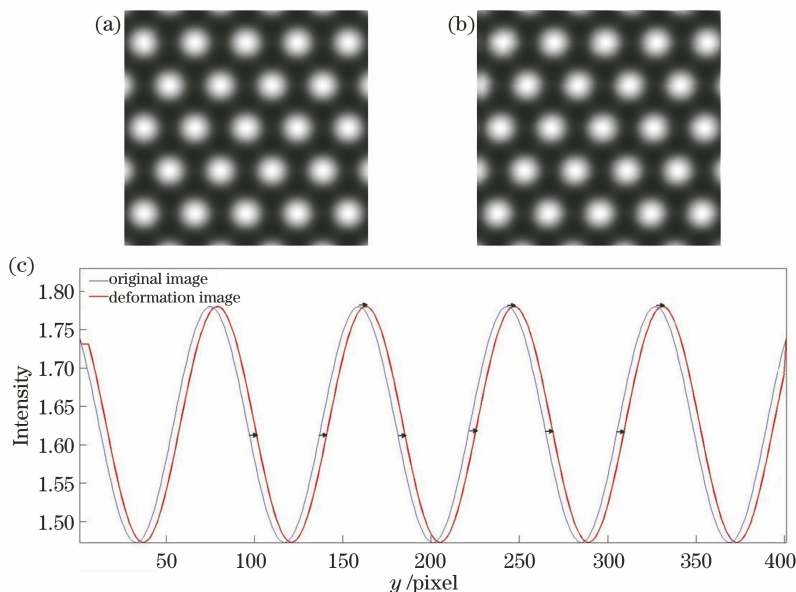 (a)
(b)
(c)
original image
deformation image
1.80
1.75
1.70
1.65
1.60
1.55
1.50
Intensity
50 100 150 200 250 300 350 400
y /pixel